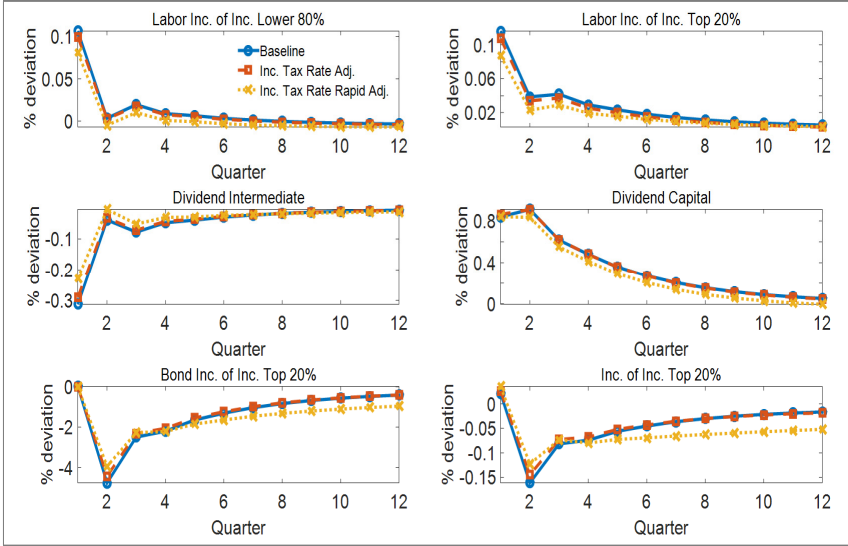 Labor Inc. of Inc. Lower 80%
% deviation
0.1
0.05
0
Baseline
Inc. Tax Rate Adj.
Inc. Tax Rate Rapid Adj.
2 4 6 8 10 12
Quarter
Labor Inc. of Inc. Top 20%
% deviation
0.1
0.06
0.02
2 4 6 8 10 12
Quarter
Dividend Intermediate
% deviation
-0.1
-0.2
-0.3
2 4 6 8 10 12
Quarter
Dividend Capital
% deviation
0.8
0.4
0
2 4 6 8 10 12
Quarter
Bond Inc. of Inc. Top 20%
% deviation
0
-2
-4
2 4 6 8 10 12
Quarter
Inc. of Inc. Top 20%
% deviation
0
-0.05
-0.1
-0.15
2 4 6 8 10 12
Quarter